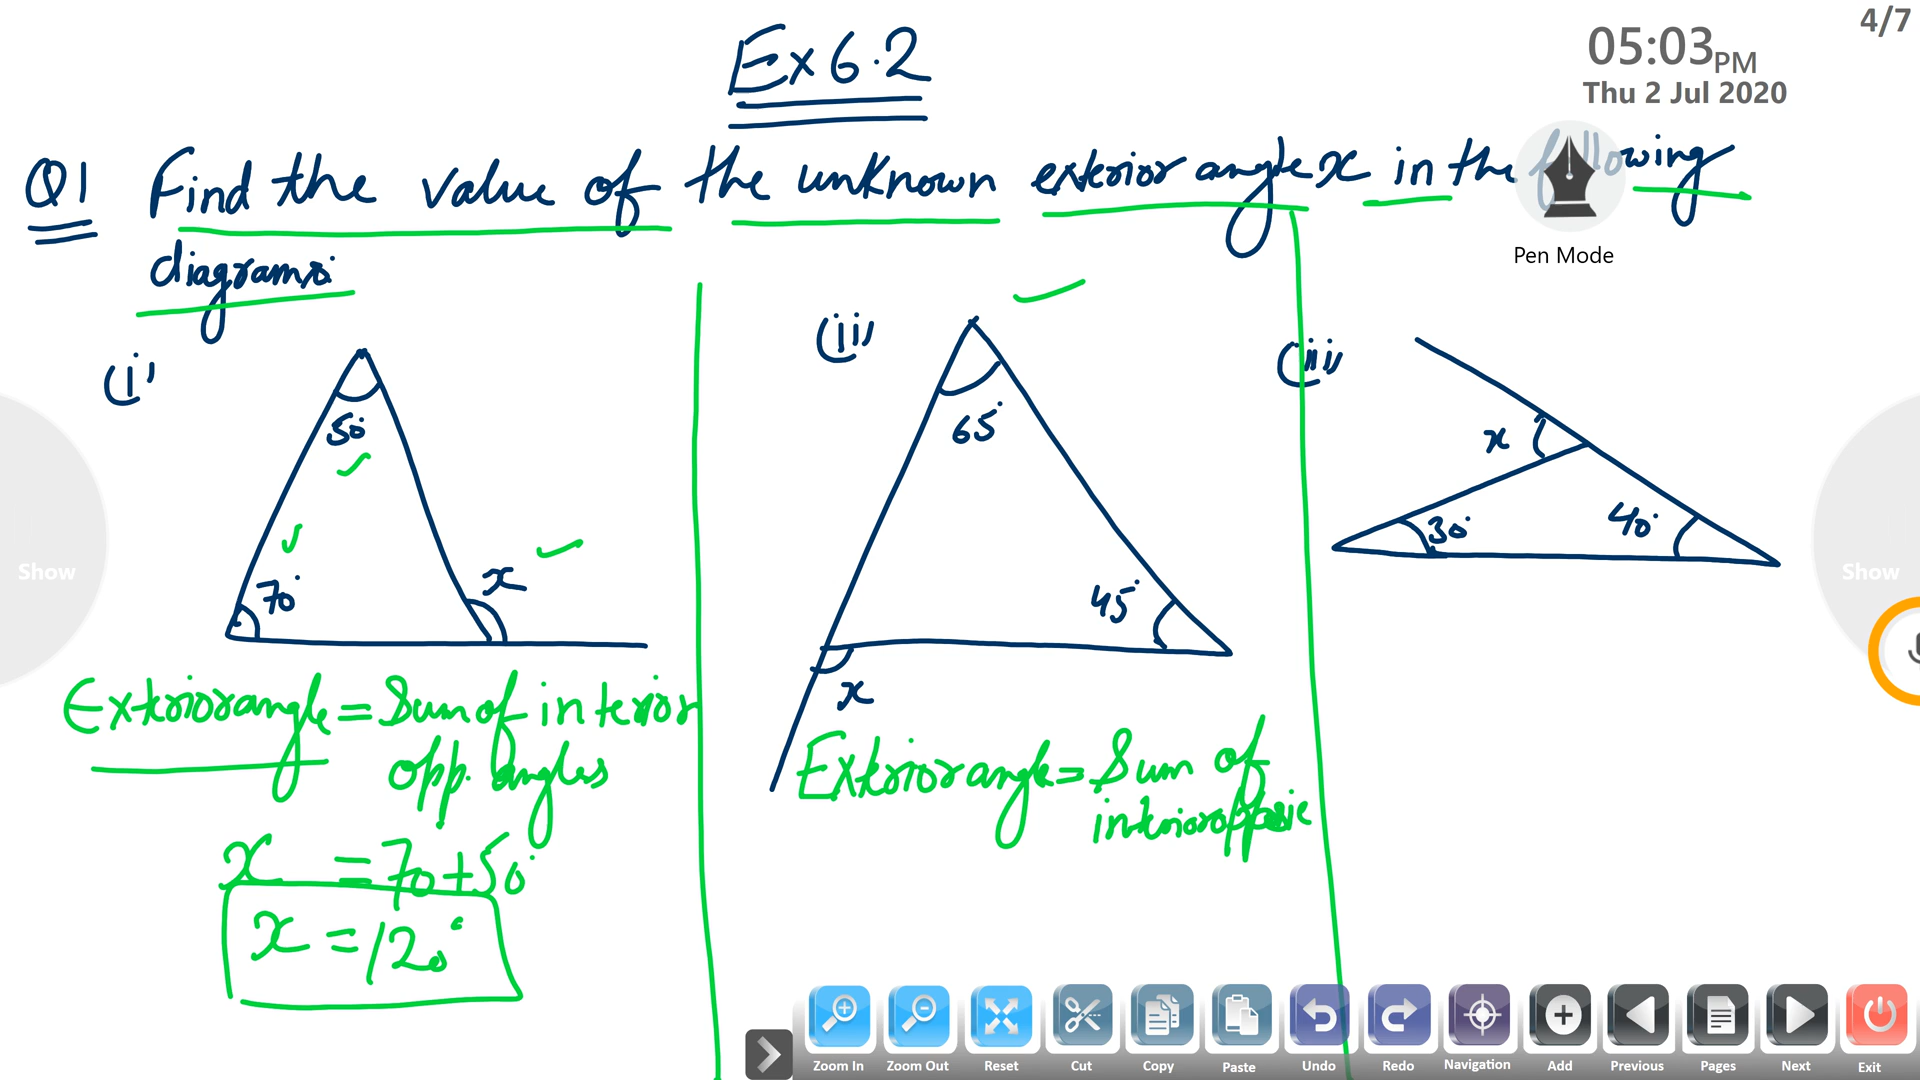 4/7
05:03 PM
Thu 2 Jul 2020
Ex 6.2
Q1 Find the value of the unknown exterior angle x in the following
Pen Mode
diagrams:
(i)
50°
70°
x
Exterior angle = Sum of interior
opp. angles
x = 70+50°
x = 120°
(ii)
65°
45°
x
Exterior angle = Sum of
interior opposie
(iii)
x
30°
40°
Show
Show
Zoom In
Zoom Out
Reset
Cut
Copy
Paste
Undo
Redo
Navigation
Add
Previous
Pages
Next
Exit